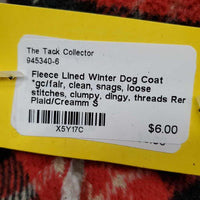 The Tack Collector
945340-6
Fleece Lined Winter Dog Coat
*gc/fair, clean, snags, loose
stitches, clumpy, dingy, threads Rer
Plaid/Creamm S
X5Y17C
$6.00